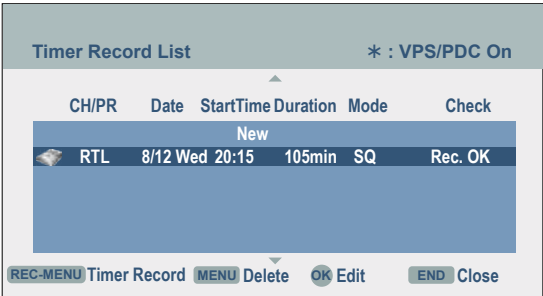 Timer Record List ＊ : VPS/PDC On
CH/PR Date StartTime Duration Mode Check
New
RTL 8/12 Wed 20:15 105min SQ Rec. OK
REC-MENU Timer Record MENU Delete OK Edit END Close